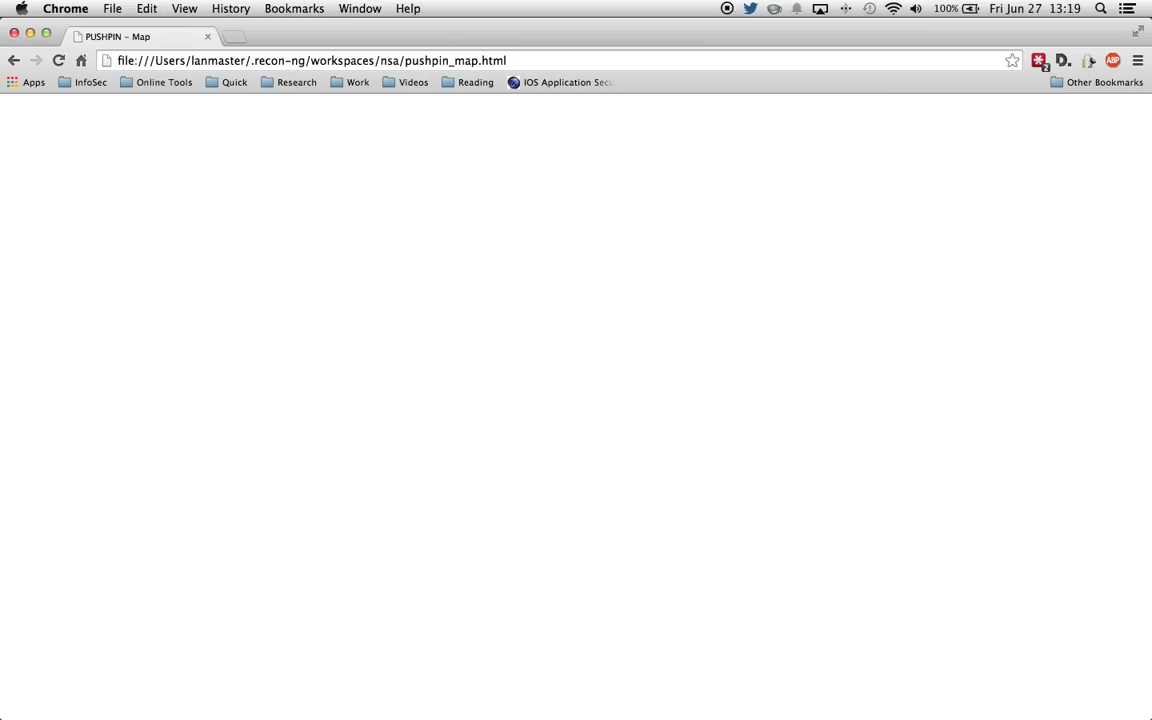 Chrome File Edit View History Bookmarks Window Help 100% Fri Jun 27 13:19
PUSHPIN - Map
file:///Users/lanmaster/.recon-ng/workspaces/nsa/pushpin_map.html 2 D. ABP
Apps InfoSec Online Tools Quick Research Work Videos Reading IOS Application Secu Other Bookmarks